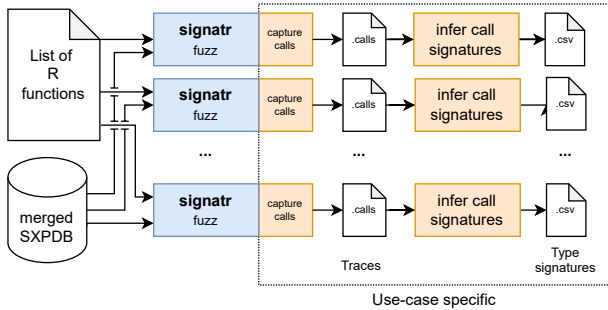 List of
R
functions
signatr
fuzz
capture
calls
.calls
infer call
signatures
.csv
signatr
fuzz
capture
calls
.calls
infer call
signatures
.csv
...
...
...
merged
SXPDB
signatr
fuzz
capture
calls
.calls
infer call
signatures
.csv
Traces
Type
signatures
Use-case specific